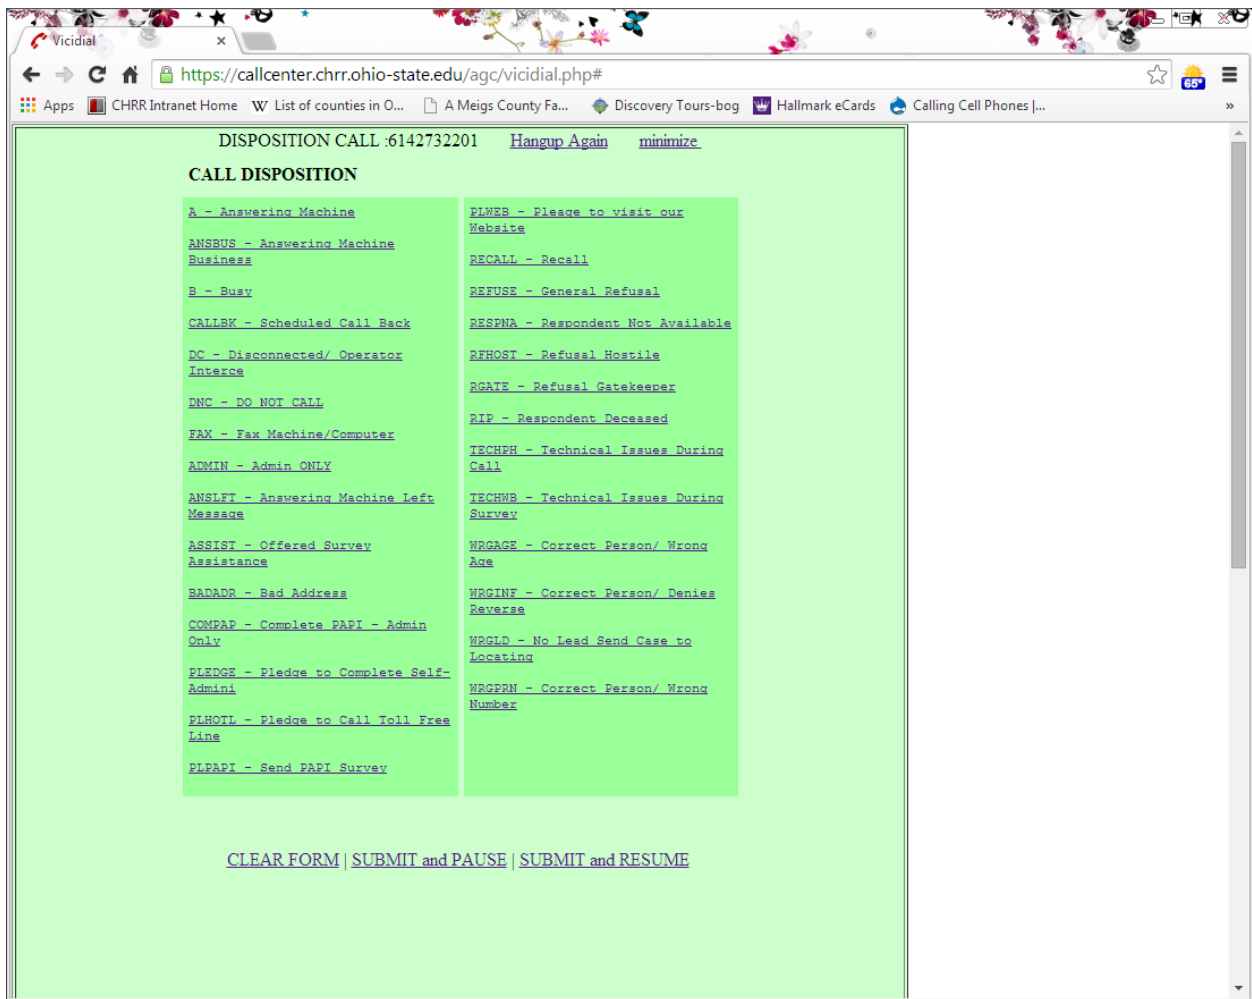 Vicidial
https://callcenter.chrr.ohio-state.edu/agc/vicidial.php#
65°
Apps CHRR Intranet Home W List of counties in O... A Meigs County Fa... Discovery Tours-bog Hallmark eCards Calling Cell Phones |... »
DISPOSITION CALL :6142732201 Hangup Again minimize
CALL DISPOSITION
A - Answering Machine
ANSBUS - Answering Machine
Business
B - Busy
CALLBK - Scheduled Call Back
DC - Disconnected/ Operator
Interce
DNC - DO NOT CALL
FAX - Fax Machine/Computer
ADMIN - Admin ONLY
ANSLFT - Answering Machine Left
Message
ASSIST - Offered Survey
Assistance
BADADR - Bad Address
COMPAP - Complete PAPI - Admin
Only
PLEDGE - Pledge to Complete Self-
Admini
PLHOTL - Pledge to Call Toll Free
Line
PLPAPI - Send PAPI Survey
PLWEB - Pleage to visit our
Website
RECALL - Recall
REFUSE - General Refusal
RESPNA - Respondent Not Available
RFHOST - Refusal Hostile
RGATE - Refusal Gatekeeper
RIP - Respondent Deceased
TECHPH - Technical Issues During
Call
TECHWB - Technical Issues During
Survey
WRGAGE - Correct Person/ Wrong
Age
WRGINF - Correct Person/ Denies
Reverse
WRGLD - No Lead Send Case to
Locating
WRGPRN - Correct Person/ Wrong
Number
CLEAR FORM | SUBMIT and PAUSE | SUBMIT and RESUME